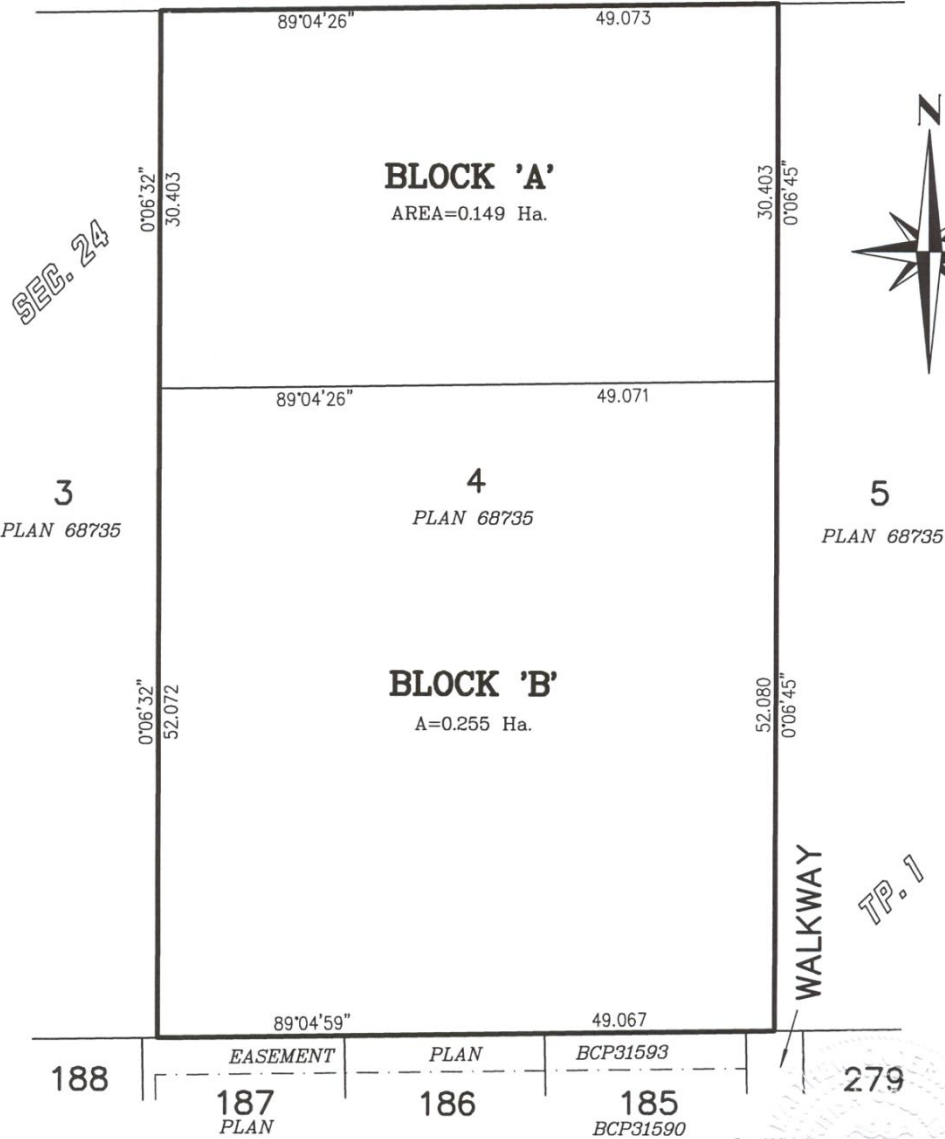 89°04'26" 49.073
N
BLOCK 'A'
AREA=0.149 Ha.
0°06'32"
30.403
30.403
0°06'45"
SEC. 24
89°04'26" 49.071
3
PLAN 68735
4
PLAN 68735
5
PLAN 68735
BLOCK 'B'
A=0.255 Ha.
0°06'32"
52.072
52.080
0°06'45"
WALKWAY
TP. 1
89°04'59" 49.067
EASEMENT PLAN BCP31593
188
187
186
185
279
PLAN BCP31590